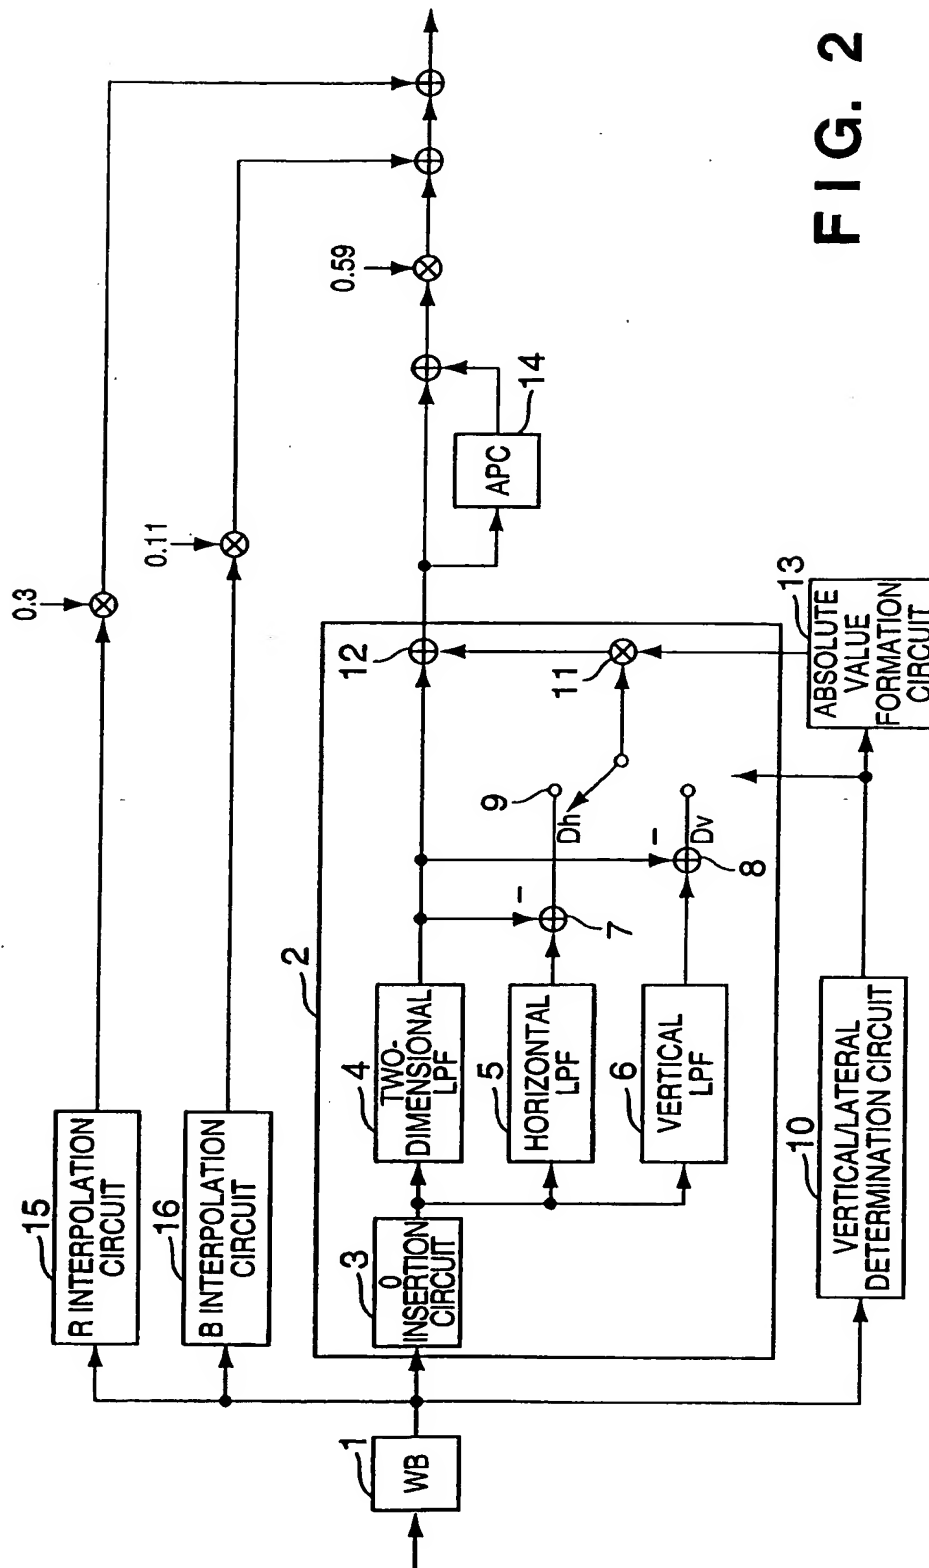 WB
1
R INTERPOLATION
CIRCUIT
15
B INTERPOLATION
CIRCUIT
16
0.3
0.11
2
0
INSERTION
CIRCUIT
3
TWO-
DIMENSIONAL
LPF
4
HORIZONTAL
LPF
5
VERTICAL
LPF
6
−
7
−
8
Dh
9
Dv
11
12
VERTICAL/LATERAL
DETERMINATION CIRCUIT
10
ABSOLUTE
VALUE
FORMATION
CIRCUIT
13
APC
14
0.59
FIG. 2